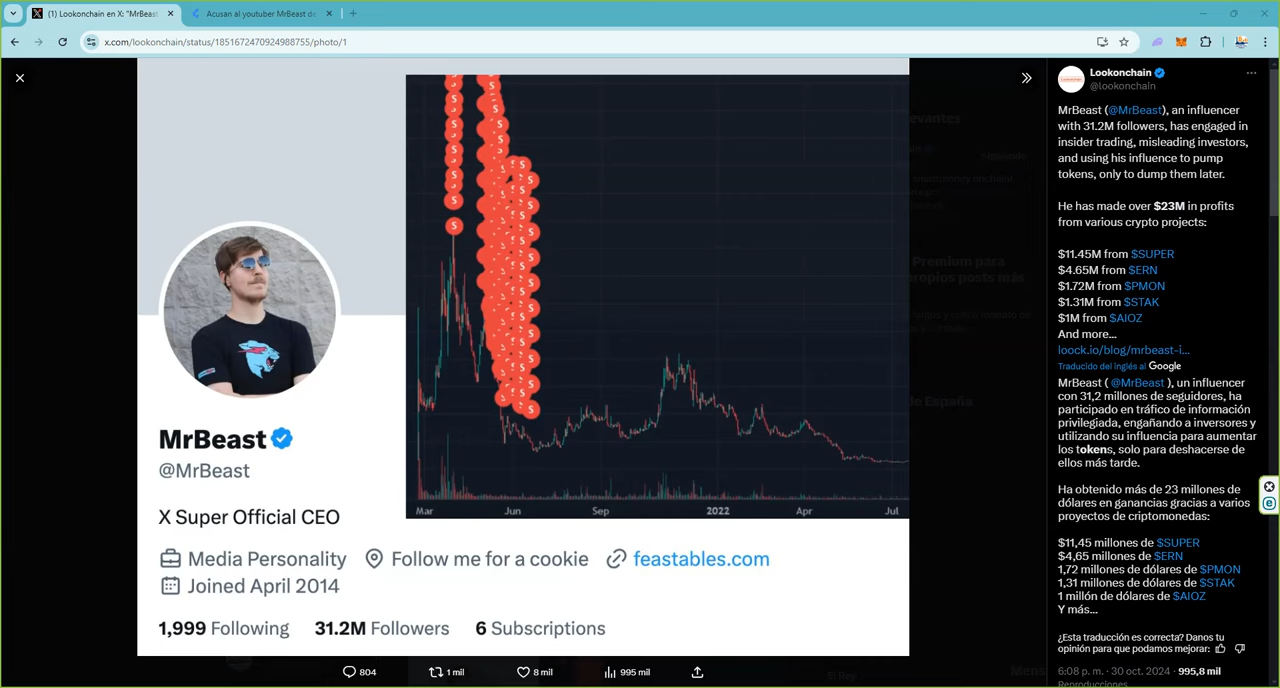 (1) Lookonchain en X: "MrBeast
Acusan al youtuber MrBeast de
x.com/lookonchain/status/1851672470924988755/photo/1
Mar Jun Sep 2022 Apr Jul
MrBeast
@MrBeast
X Super Official CEO
Media Personality Follow me for a cookie feastables.com
Joined April 2014
1,999 Following 31.2M Followers 6 Subscriptions
804 1 mil 8 mil 995 mil
Lookonchain
@lookonchain
MrBeast (@MrBeast), an influencer
with 31.2M followers, has engaged in
insider trading, misleading investors,
and using his influence to pump
tokens, only to dump them later.
He has made over $23M in profits
from various crypto projects:
$11.45M from $SUPER
$4.65M from $ERN
$1.72M from $PMON
$1.31M from $STAK
$1M from $AIOZ
And more...
loock.io/blog/mrbeast-i...
Traducido del inglés al Google
MrBeast ( @MrBeast ), un influencer
con 31,2 millones de seguidores, ha
participado en tráfico de información
privilegiada, engañando a inversores y
utilizando su influencia para aumentar
los tokens, solo para deshacerse de
ellos más tarde.
Ha obtenido más de 23 millones de
dólares en ganancias gracias a varios
proyectos de criptomonedas:
$11,45 millones de $SUPER
$4,65 millones de $ERN
1,72 millones de dólares de $PMON
1,31 millones de dólares de $STAK
1 millón de dólares de $AIOZ
Y más...
¿Esta traducción es correcta? Danos tu
opinión para que podamos mejorar:
6:08 p. m. · 30 oct. 2024 · 995,8 mil
Reproducciones